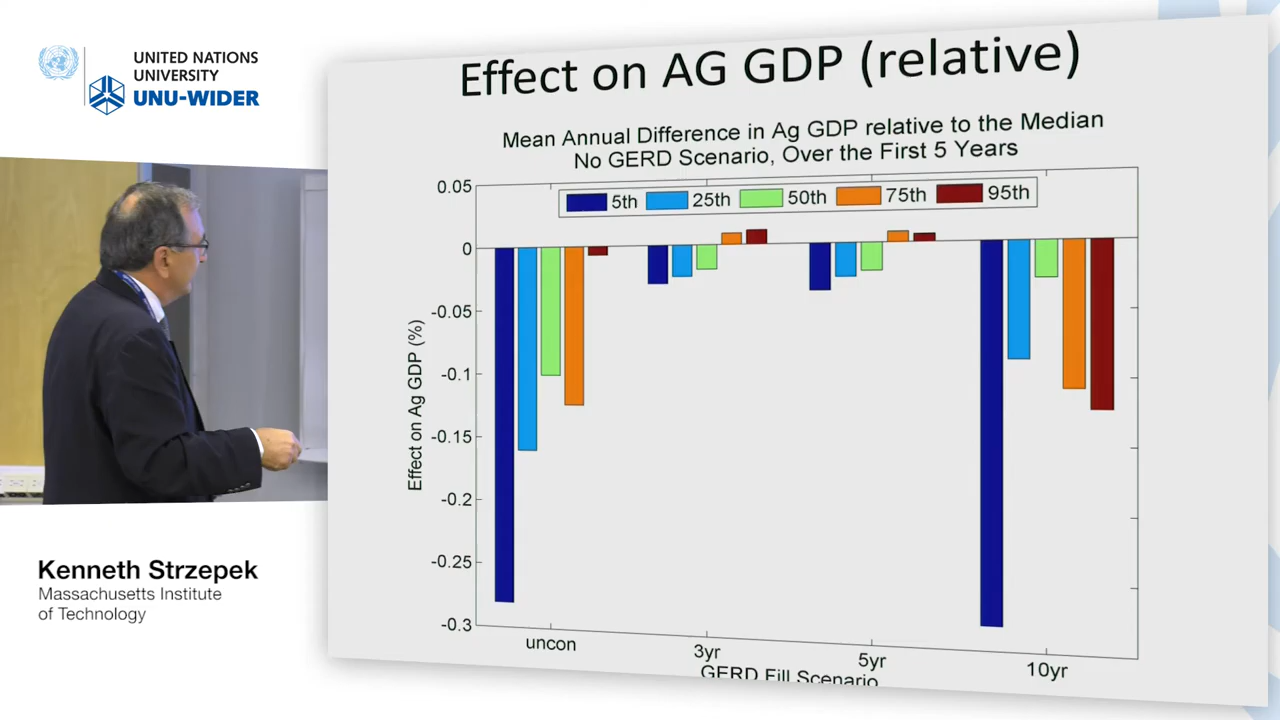 UNITED NATIONS
UNIVERSITY
UNU-WIDER
Kenneth Strzepek
Massachusetts Institute
of Technology
Effect on AG GDP (relative)
Mean Annual Difference in Ag GDP relative to the Median
No GERD Scenario, Over the First 5 Years
5th 25th 50th 75th 95th
Effect on Ag GDP (%)
0.05
0
-0.05
-0.1
-0.15
-0.2
-0.25
-0.3
uncon 3yr 5yr 10yr
GERD Fill Scenario